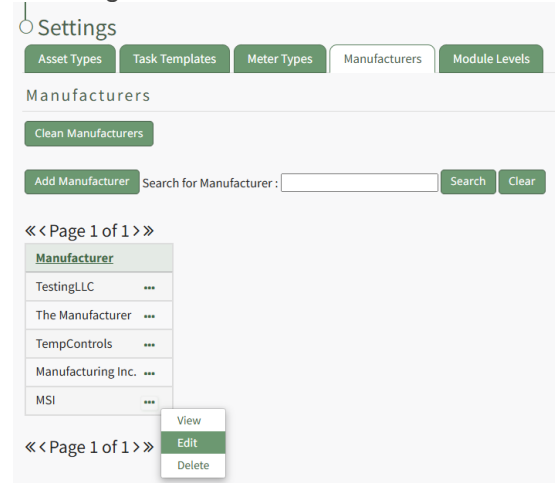 Settings
Asset Types Task Templates Meter Types Manufacturers Module Levels
Manufacturers
Clean Manufacturers
Add Manufacturer Search for Manufacturer : Search Clear
«‹ Page 1 of 1 ›»
Manufacturer
TestingLLC ...
The Manufacturer ...
TempControls ...
Manufacturing Inc. ...
MSI ...
View
Edit
Delete
«‹ Page 1 of 1 ›»